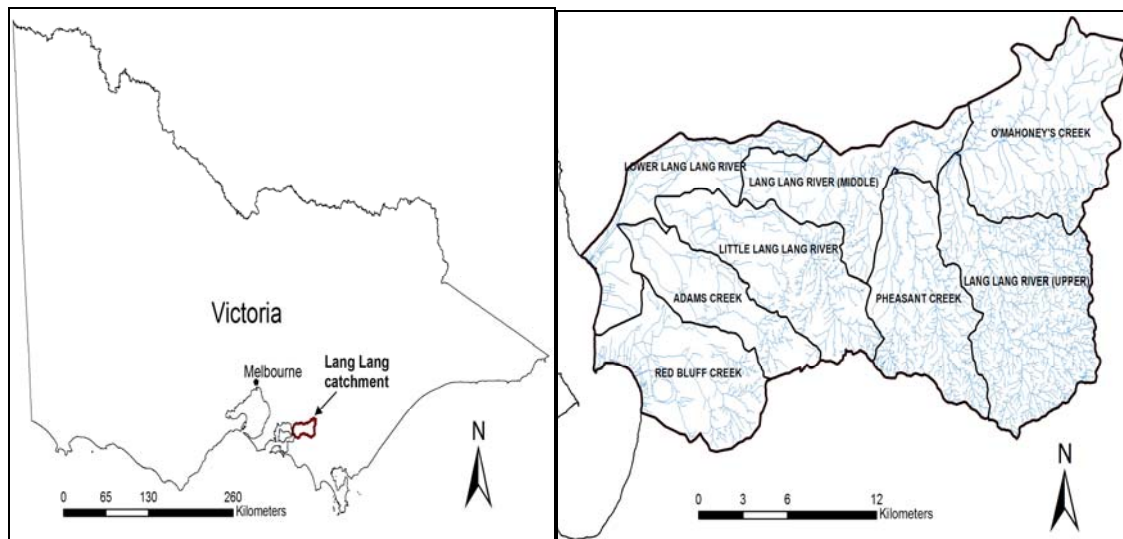 Victoria
Melbourne
Lang Lang
catchment
N
0 65 130 260
Kilometers
O'MAHONEY'S CREEK
LOWER LANG LANG RIVER
LANG LANG RIVER (MIDDLE)
LITTLE LANG LANG RIVER
LANG LANG RIVER (UPPER)
ADAMS CREEK
PHEASANT CREEK
RED BLUFF CREEK
N
0 3 6 12
Kilometers